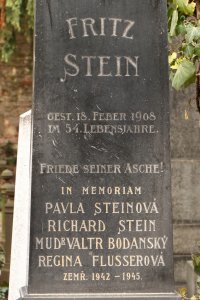 FRITZ
STEIN
GEST. 18. FEBER 1908
IM 54. LEBENSJAHRE.
FRIEDE SEINER ASCHE!
IN MEMORIAM
PAVLA STEINOVÁ
RICHARD STEIN
MUDR VALTR BODANSKÝ
REGINA FLUSSEROVÁ
ZEMŘ. 1942 - 1945.